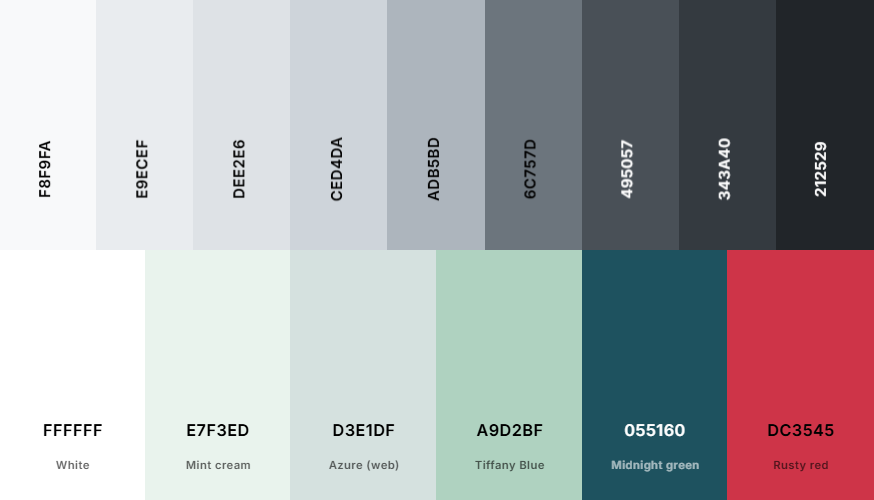 F8F9FA
E9ECEF
DEE2E6
CED4DA
ADB5BD
6C757D
495057
343A40
212529
FFFFFF
White
E7F3ED
Mint cream
D3E1DF
Azure (web)
A9D2BF
Tiffany Blue
055160
Midnight green
DC3545
Rusty red